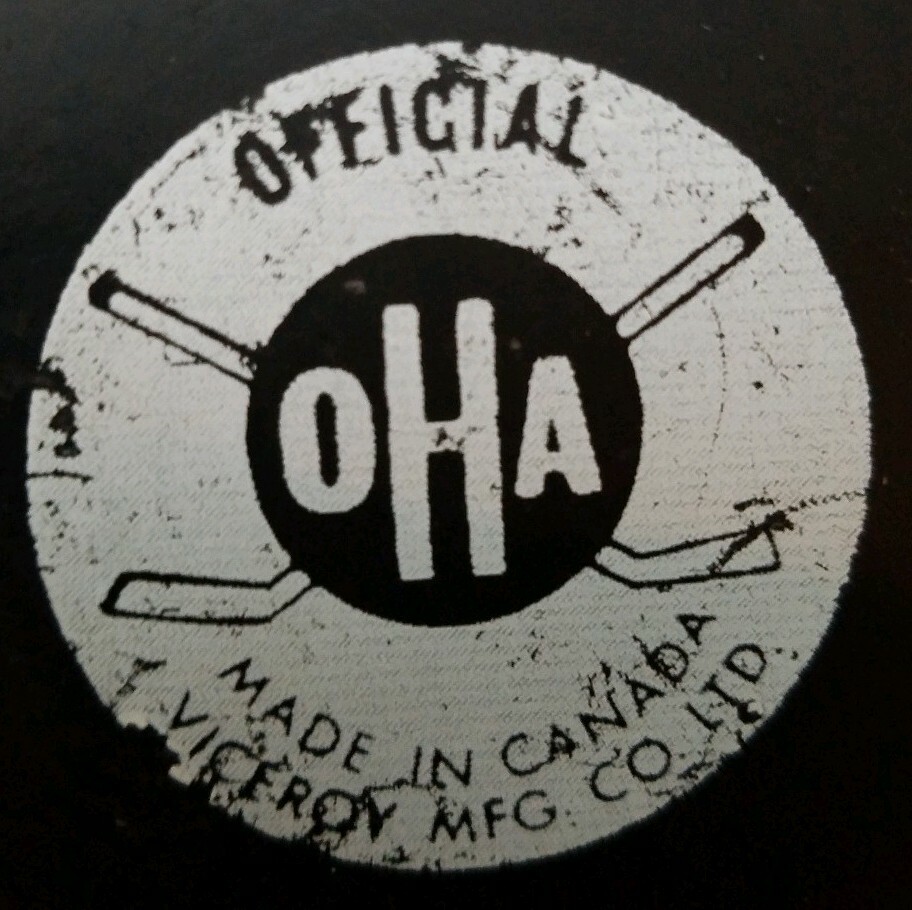 OFFICIAL
OHA
MADE IN CANADA
VICEROY MFG. CO. LTD.